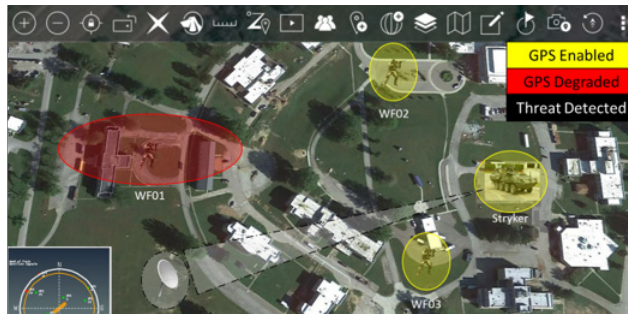 GPS Enabled
GPS Degraded
Threat Detected
WF02
WF01
Stryker
WF03
N